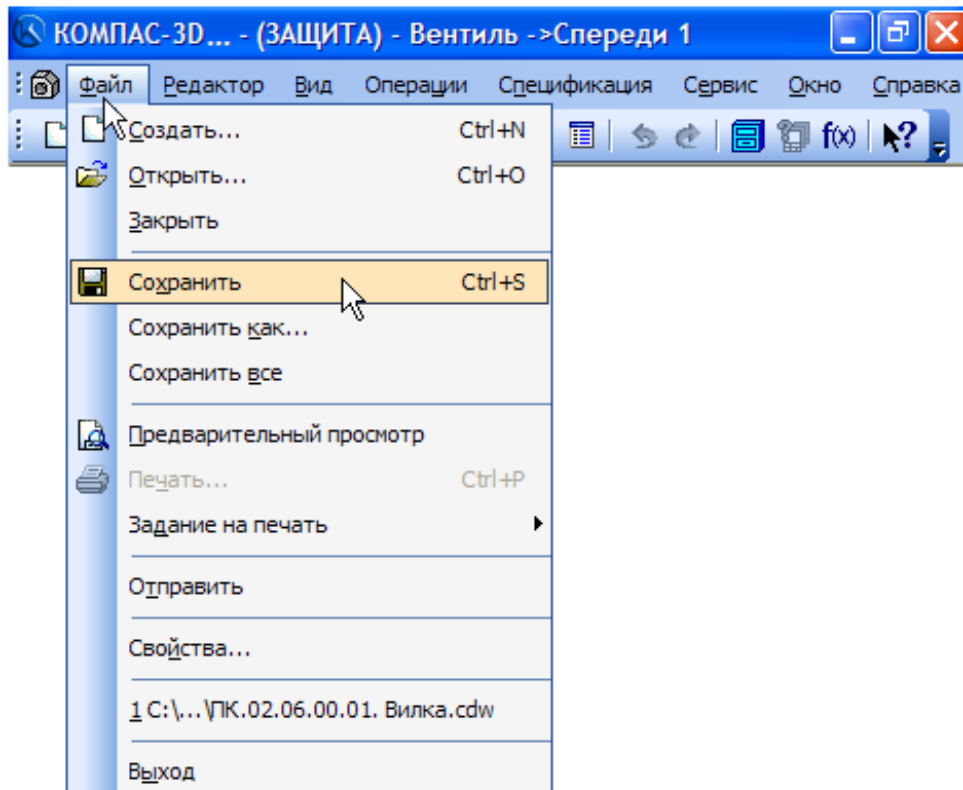 КОМПАС-3D... - (ЗАЩИТА) - Вентиль ->Спереди 1
Файл Редактор Вид Операции Спецификация Сервис Окно Справка
f(x) ?
Создать... Ctrl+N
Открыть... Ctrl+O
Закрыть
Сохранить Ctrl+S
Сохранить как...
Сохранить все
Предварительный просмотр
Печать... Ctrl+P
Задание на печать
Отправить
Свойства...
1 C:\...\ПК.02.06.00.01. Вилка.cdw
Выход